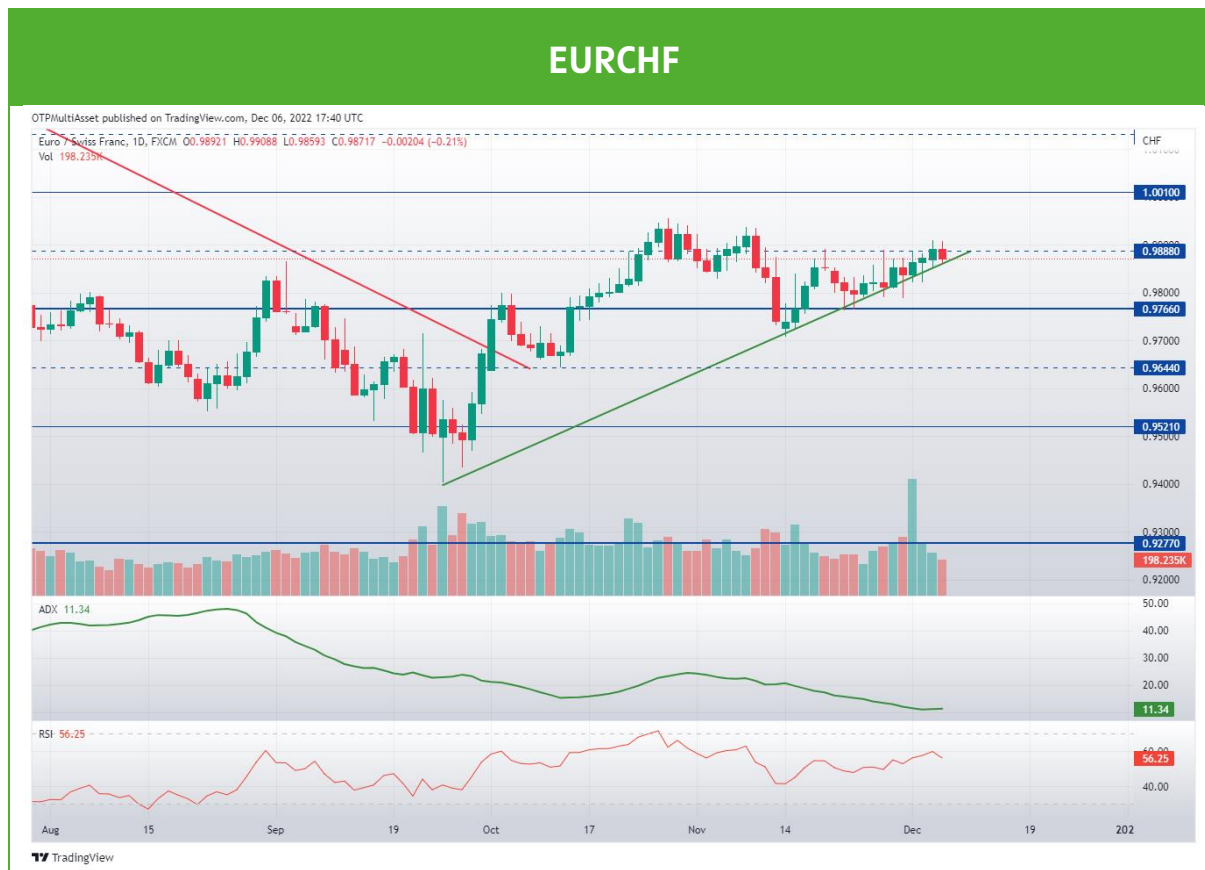 EURCHF
OTPMultiAsset published on TradingView.com, Dec 06, 2022 17:40 UTC
Euro / Swiss Franc, 1D, FXCM O0.98921 H0.99088 L0.98593 C0.98717 −0.00204 (−0.21%)
CHF
Vol 198.235K
1.00100
0.98880
0.98000
0.97660
0.97000
0.96440
0.96000
0.95210
0.95000
0.94000
0.93000
0.92770
198.235K
0.92000
ADX 11.34
50.00
40.00
30.00
20.00
11.34
RSI 56.25
60.00
56.25
40.00
Aug 15 Sep 19 Oct 17 Nov 14 Dec 19 202
TradingView